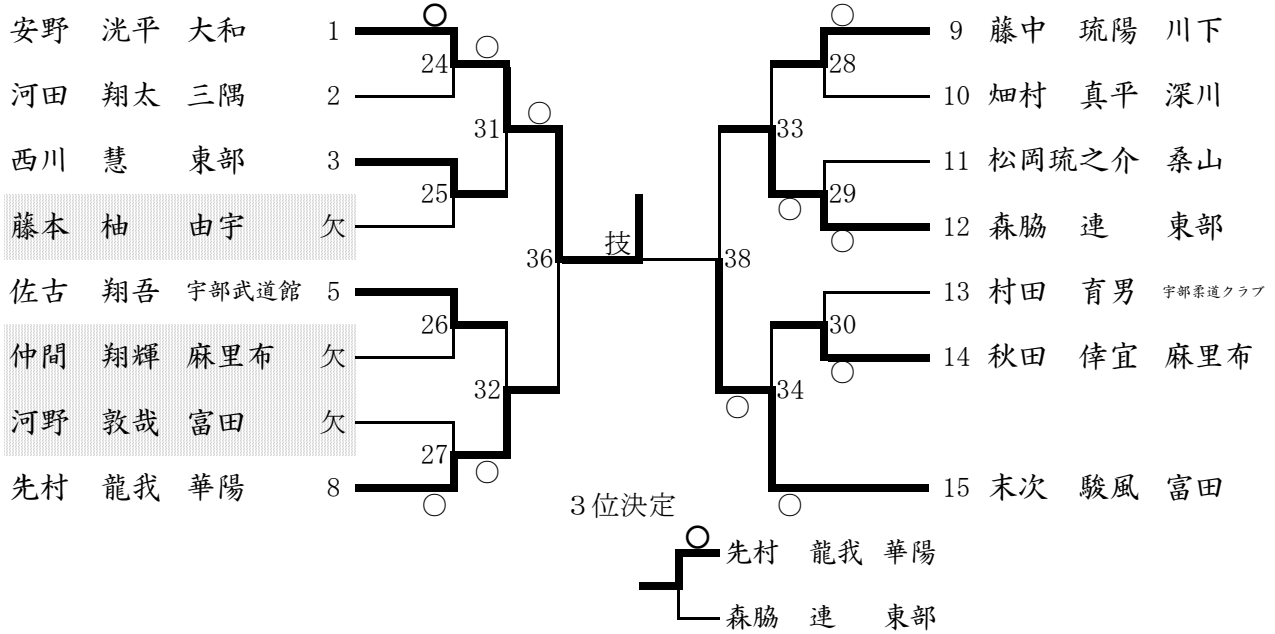 安野 洸平 大和 1
河田 翔太 三隅 2
西川 慧 東部 3
藤本 柚 由宇 欠
佐古 翔吾 宇部武道館 5
仲間 翔輝 麻里布 欠
河野 敦哉 富田 欠
先村 龍我 華陽 8
24
25
26
27
31
32
36
技
38
33
34
28
29
30
9 藤中 琉陽 川下
10 畑村 真平 深川
11 松岡琉之介 桑山
12 森脇 連 東部
13 村田 育男 宇部柔道クラブ
14 秋田 倖宜 麻里布
15 末次 駿風 富田
３位決定
先村 龍我 華陽
森脇 連 東部